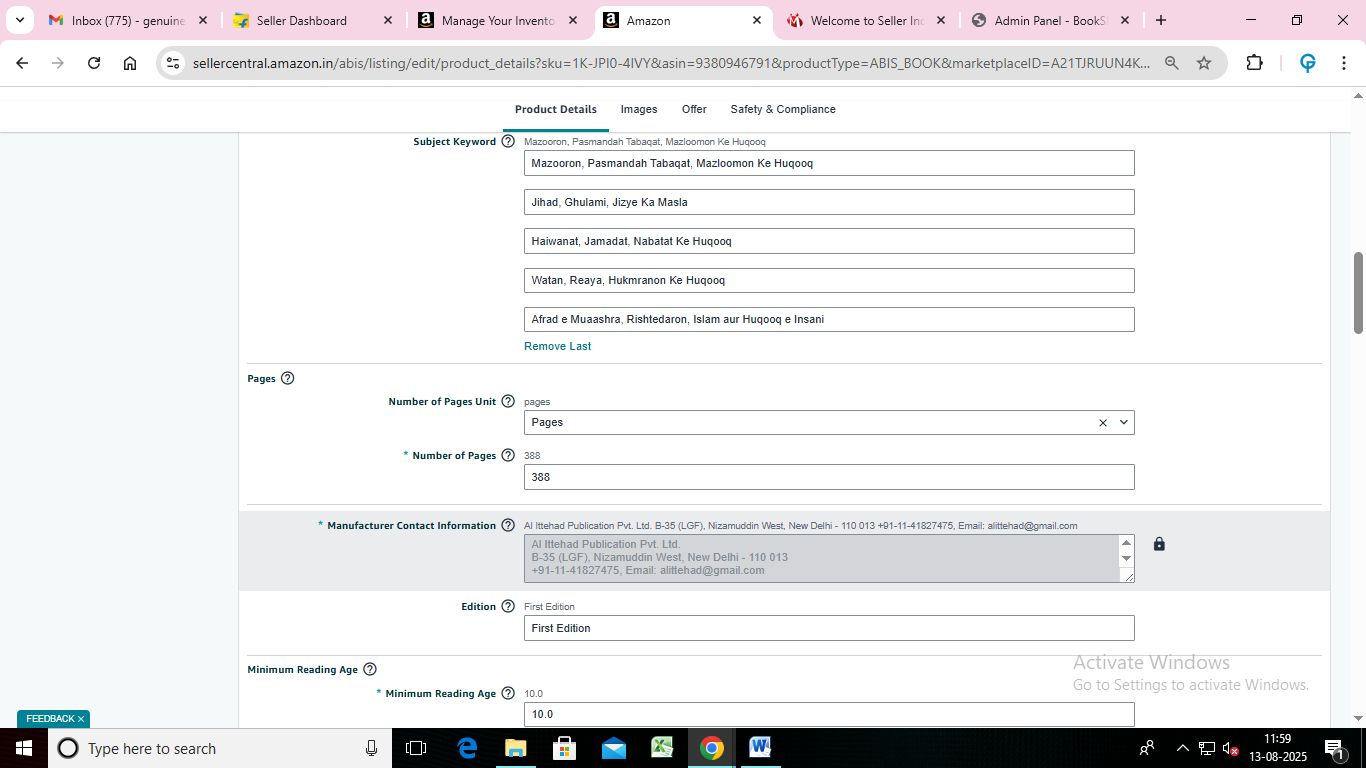 Inbox (775) - genuine
Seller Dashboard
Manage Your Invento
Amazon
Welcome to Seller In
Admin Panel - BookS
sellercentral.amazon.in/abis/listing/edit/product_details?sku=1K-JPI0-4IVY&asin=9380946791&productType=ABIS_BOOK&marketplaceID=A21TJRUUN4K...
Product Details
Images
Offer
Safety & Compliance
Subject Keyword
Mazooron, Pasmandah Tabaqat, Mazloomon Ke Huqooq
Mazooron, Pasmandah Tabaqat, Mazloomon Ke Huqooq
Jihad, Ghulami, Jizye Ka Masla
Haiwanat, Jamadat, Nabatat Ke Huqooq
Watan, Reaya, Hukmranon Ke Huqooq
Afrad e Muaashra, Rishtedaron, Islam aur Huqooq e Insani
Remove Last
Pages
Number of Pages Unit
pages
Pages
* Number of Pages
388
388
* Manufacturer Contact Information
Al Ittehad Publication Pvt. Ltd. B-35 (LGF), Nizamuddin West, New Delhi - 110 013 +91-11-41827475, Email: alittehad@gmail.com
Al Ittehad Publication Pvt. Ltd.
B-35 (LGF), Nizamuddin West, New Delhi - 110 013
+91-11-41827475, Email: alittehad@gmail.com
Edition
First Edition
First Edition
Minimum Reading Age
* Minimum Reading Age
10.0
10.0
Activate Windows
Go to Settings to activate Windows.
FEEDBACK
Type here to search
11:59
13-08-2025
1